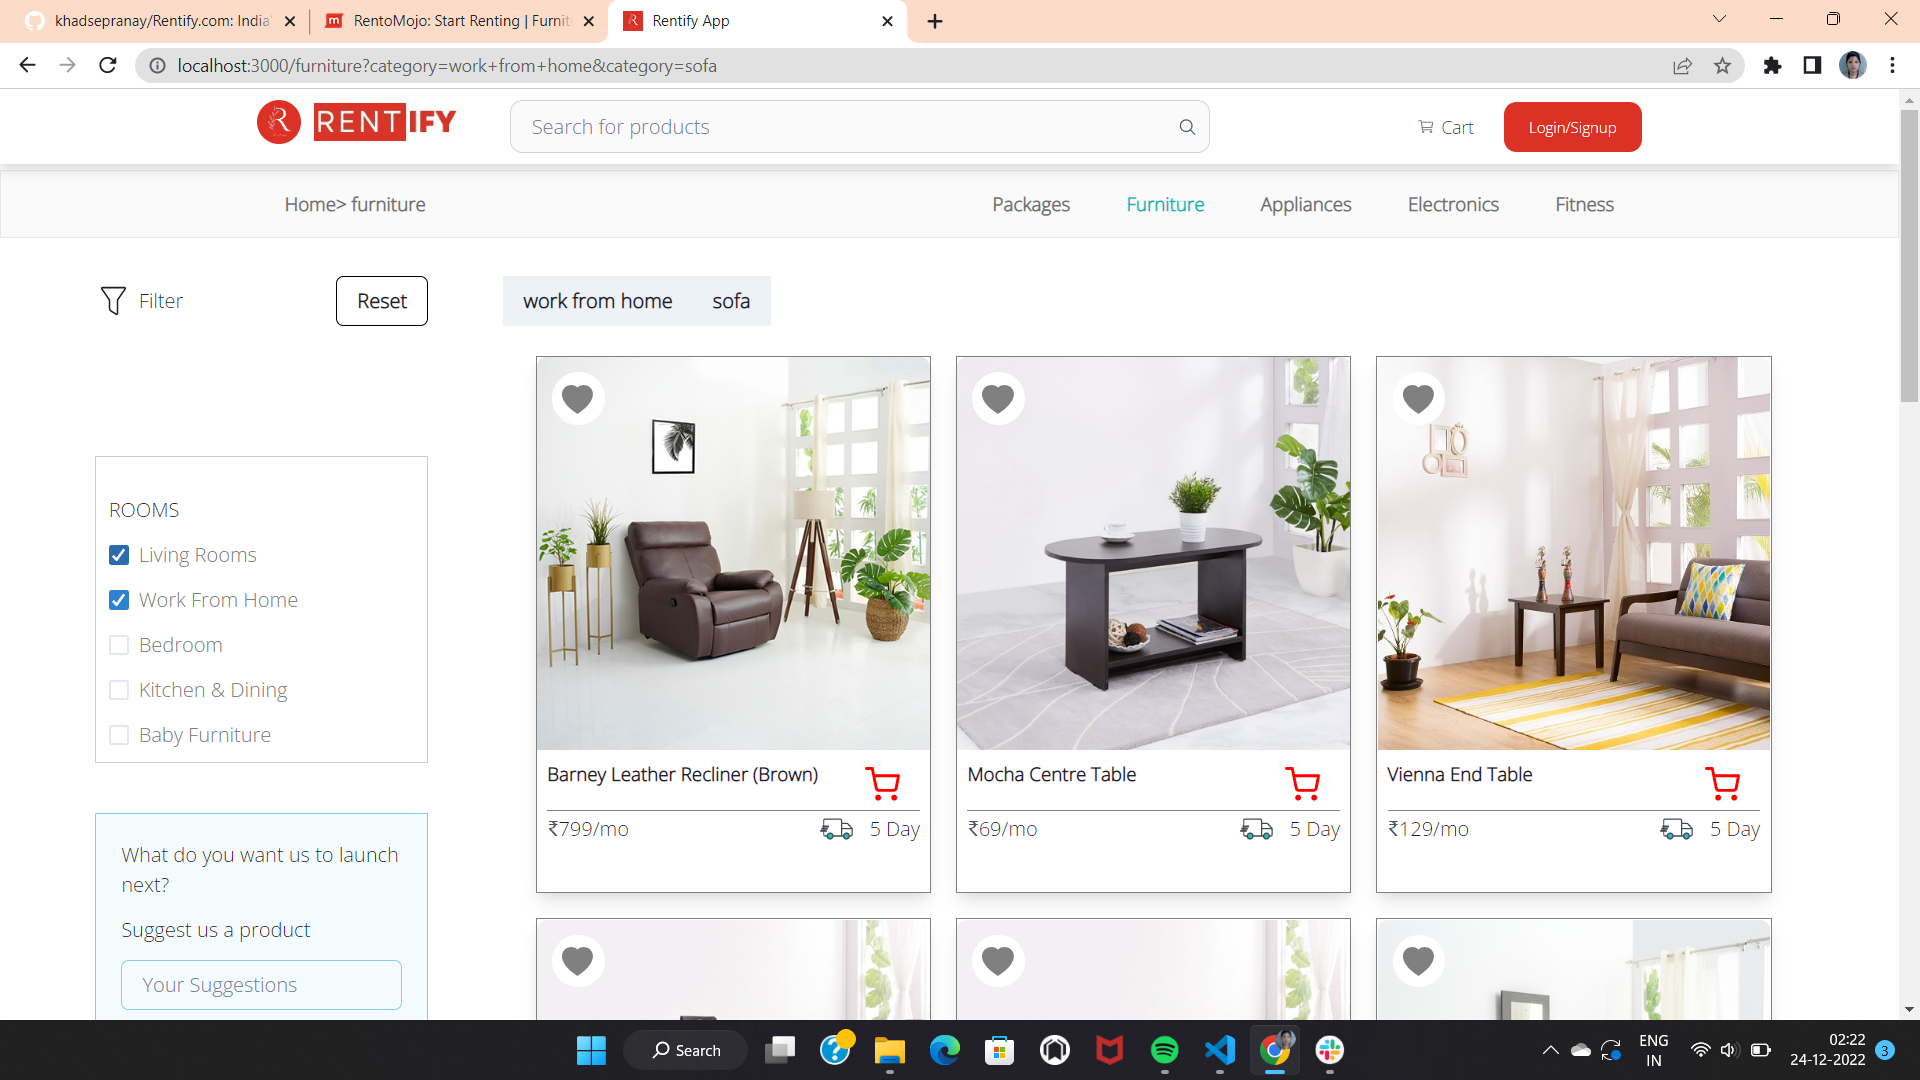 khadsepranay/Rentify.com: India'
RentoMojo: Start Renting | Furnit
Rentify App
localhost:3000/furniture?category=work+from+home&category=sofa
R RENTIFY
Search for products
Cart
Login/Signup
Home> furniture
Packages
Furniture
Appliances
Electronics
Fitness
Filter
Reset
work from home
sofa
ROOMS
Living Rooms
Work From Home
Bedroom
Kitchen & Dining
Baby Furniture
What do you want us to launch
next?
Suggest us a product
Your Suggestions
Barney Leather Recliner (Brown)
₹799/mo
5 Day
Mocha Centre Table
₹69/mo
5 Day
Vienna End Table
₹129/mo
5 Day
Search
ENG
IN
02:22
24-12-2022
3